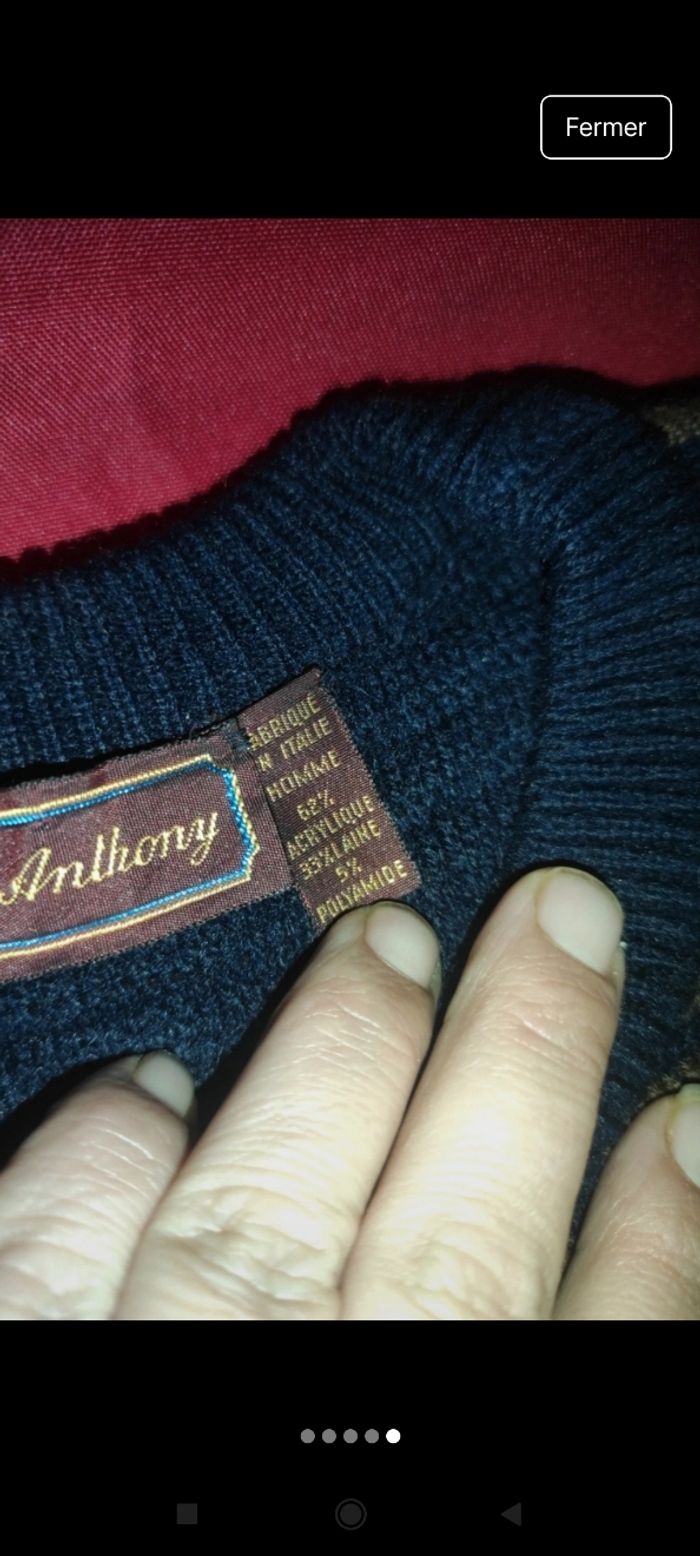 Fermer
ABRIQUE
N ITALIE
HOMME
62%
ACRYLIQUE
33%LAINE
5%
POLYAMIDE
Anthony